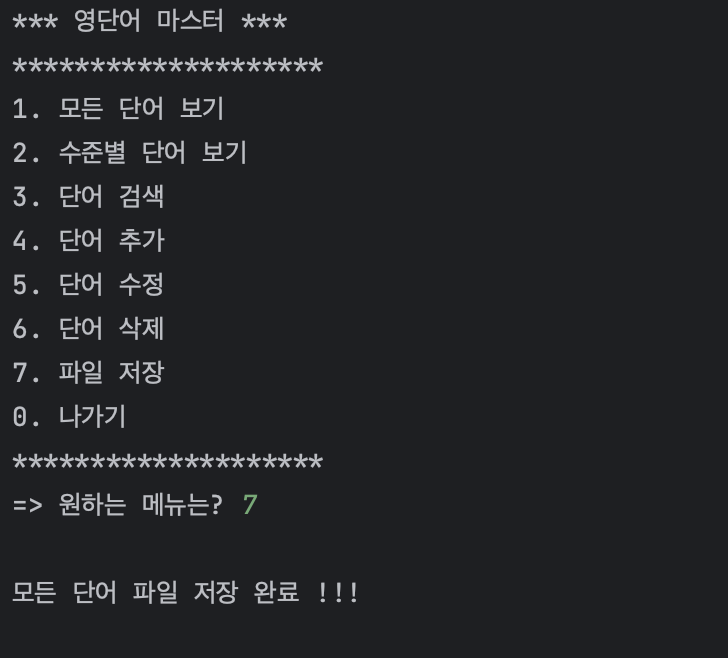 *** 영단어 마스터 ***
********************
1. 모든 단어 보기
2. 수준별 단어 보기
3. 단어 검색
4. 단어 추가
5. 단어 수정
6. 단어 삭제
7. 파일 저장
0. 나가기
********************
=> 원하는 메뉴는? 7
모든 단어 파일 저장 완료 !!!